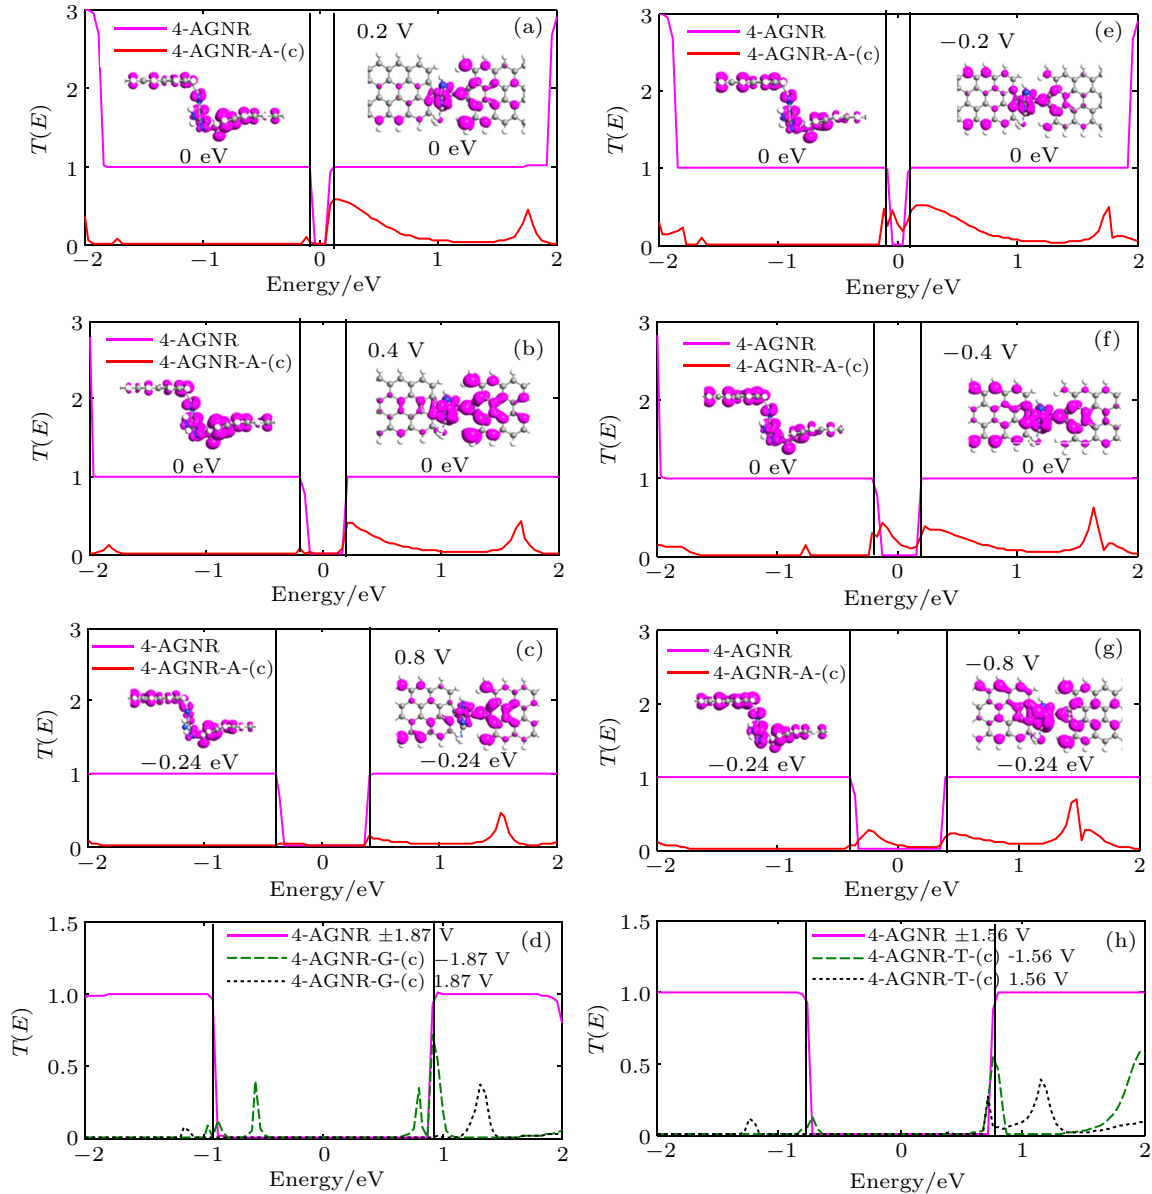 3
2
1
0
−2
−1
0
1
2
T(E)
Energy/eV
4-AGNR
4-AGNR-A-(c)
0.2 V
(a)
0 eV
0 eV
3
2
1
0
−2
−1
0
1
2
T(E)
Energy/eV
4-AGNR
4-AGNR-A-(c)
−0.2 V
(e)
0 eV
0 eV
3
2
1
0
−2
−1
0
1
2
T(E)
Energy/eV
4-AGNR
4-AGNR-A-(c)
0.4 V
(b)
0 eV
0 eV
3
2
1
0
−2
−1
0
1
2
T(E)
Energy/eV
4-AGNR
4-AGNR-A-(c)
−0.4 V
(f)
0 eV
0 eV
3
2
1
0
−2
−1
0
1
2
T(E)
Energy/eV
4-AGNR
4-AGNR-A-(c)
0.8 V
(c)
−0.24 eV
−0.24 eV
3
2
1
0
−2
−1
0
1
2
T(E)
Energy/eV
4-AGNR
4-AGNR-A-(c)
−0.8 V
(g)
−0.24 eV
−0.24 eV
1.5
1.0
0.5
0
−2
−1
0
1
2
T(E)
Energy/eV
4-AGNR ±1.87 V
4-AGNR-G-(c) −1.87 V
4-AGNR-G-(c) 1.87 V
(d)
1.5
1.0
0.5
0
−2
−1
0
1
2
T(E)
Energy/eV
4-AGNR ±1.56 V
4-AGNR-T-(c) -1.56 V
4-AGNR-T-(c) 1.56 V
(h)